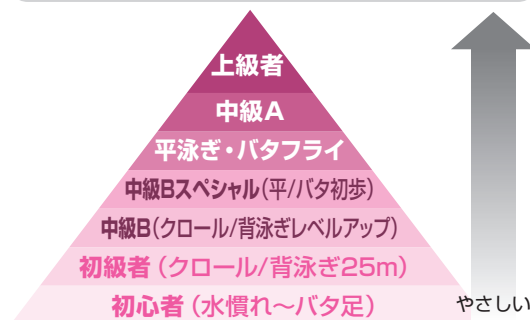 上級者
中級A
平泳ぎ・バタフライ
中級Bスペシャル(平/バタ初歩)
中級B(クロール/背泳ぎレベルアップ)
初級者(クロール/背泳ぎ25m)
初心者(水慣れ〜バタ足)
やさしい